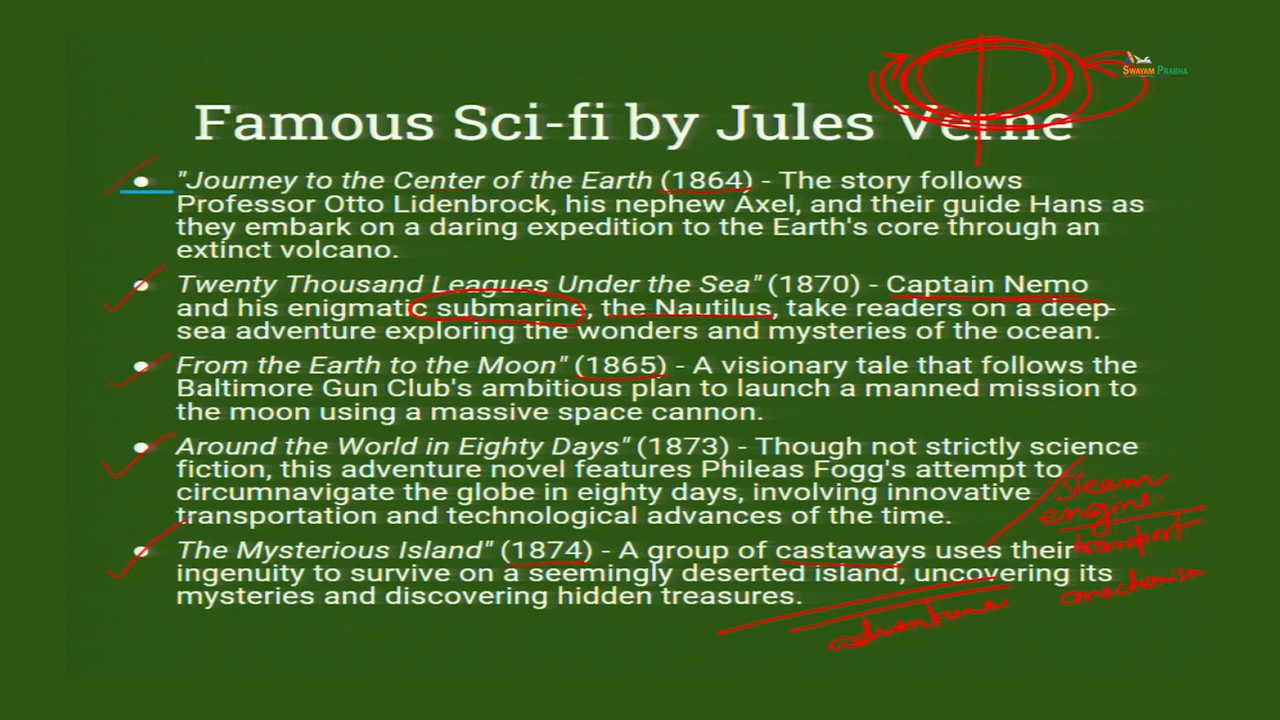 SWAYAM PRABHA
Famous Sci-fi by Jules Verne
• "Journey to the Center of the Earth (1864) - The story follows
Professor Otto Lidenbrock, his nephew Axel, and their guide Hans as
they embark on a daring expedition to the Earth's core through an
extinct volcano.
• Twenty Thousand Leagues Under the Sea" (1870) - Captain Nemo
and his enigmatic submarine, the Nautilus, take readers on a deep-
sea adventure exploring the wonders and mysteries of the ocean.
• From the Earth to the Moon" (1865) - A visionary tale that follows the
Baltimore Gun Club's ambitious plan to launch a manned mission to
the moon using a massive space cannon.
• Around the World in Eighty Days" (1873) - Though not strictly science
fiction, this adventure novel features Phileas Fogg's attempt to
circumnavigate the globe in eighty days, involving innovative
transportation and technological advances of the time.
• The Mysterious Island" (1874) - A group of castaways uses their
ingenuity to survive on a seemingly deserted island, uncovering its
mysteries and discovering hidden treasures.
Steam
engine
transport
mechanism
adventure